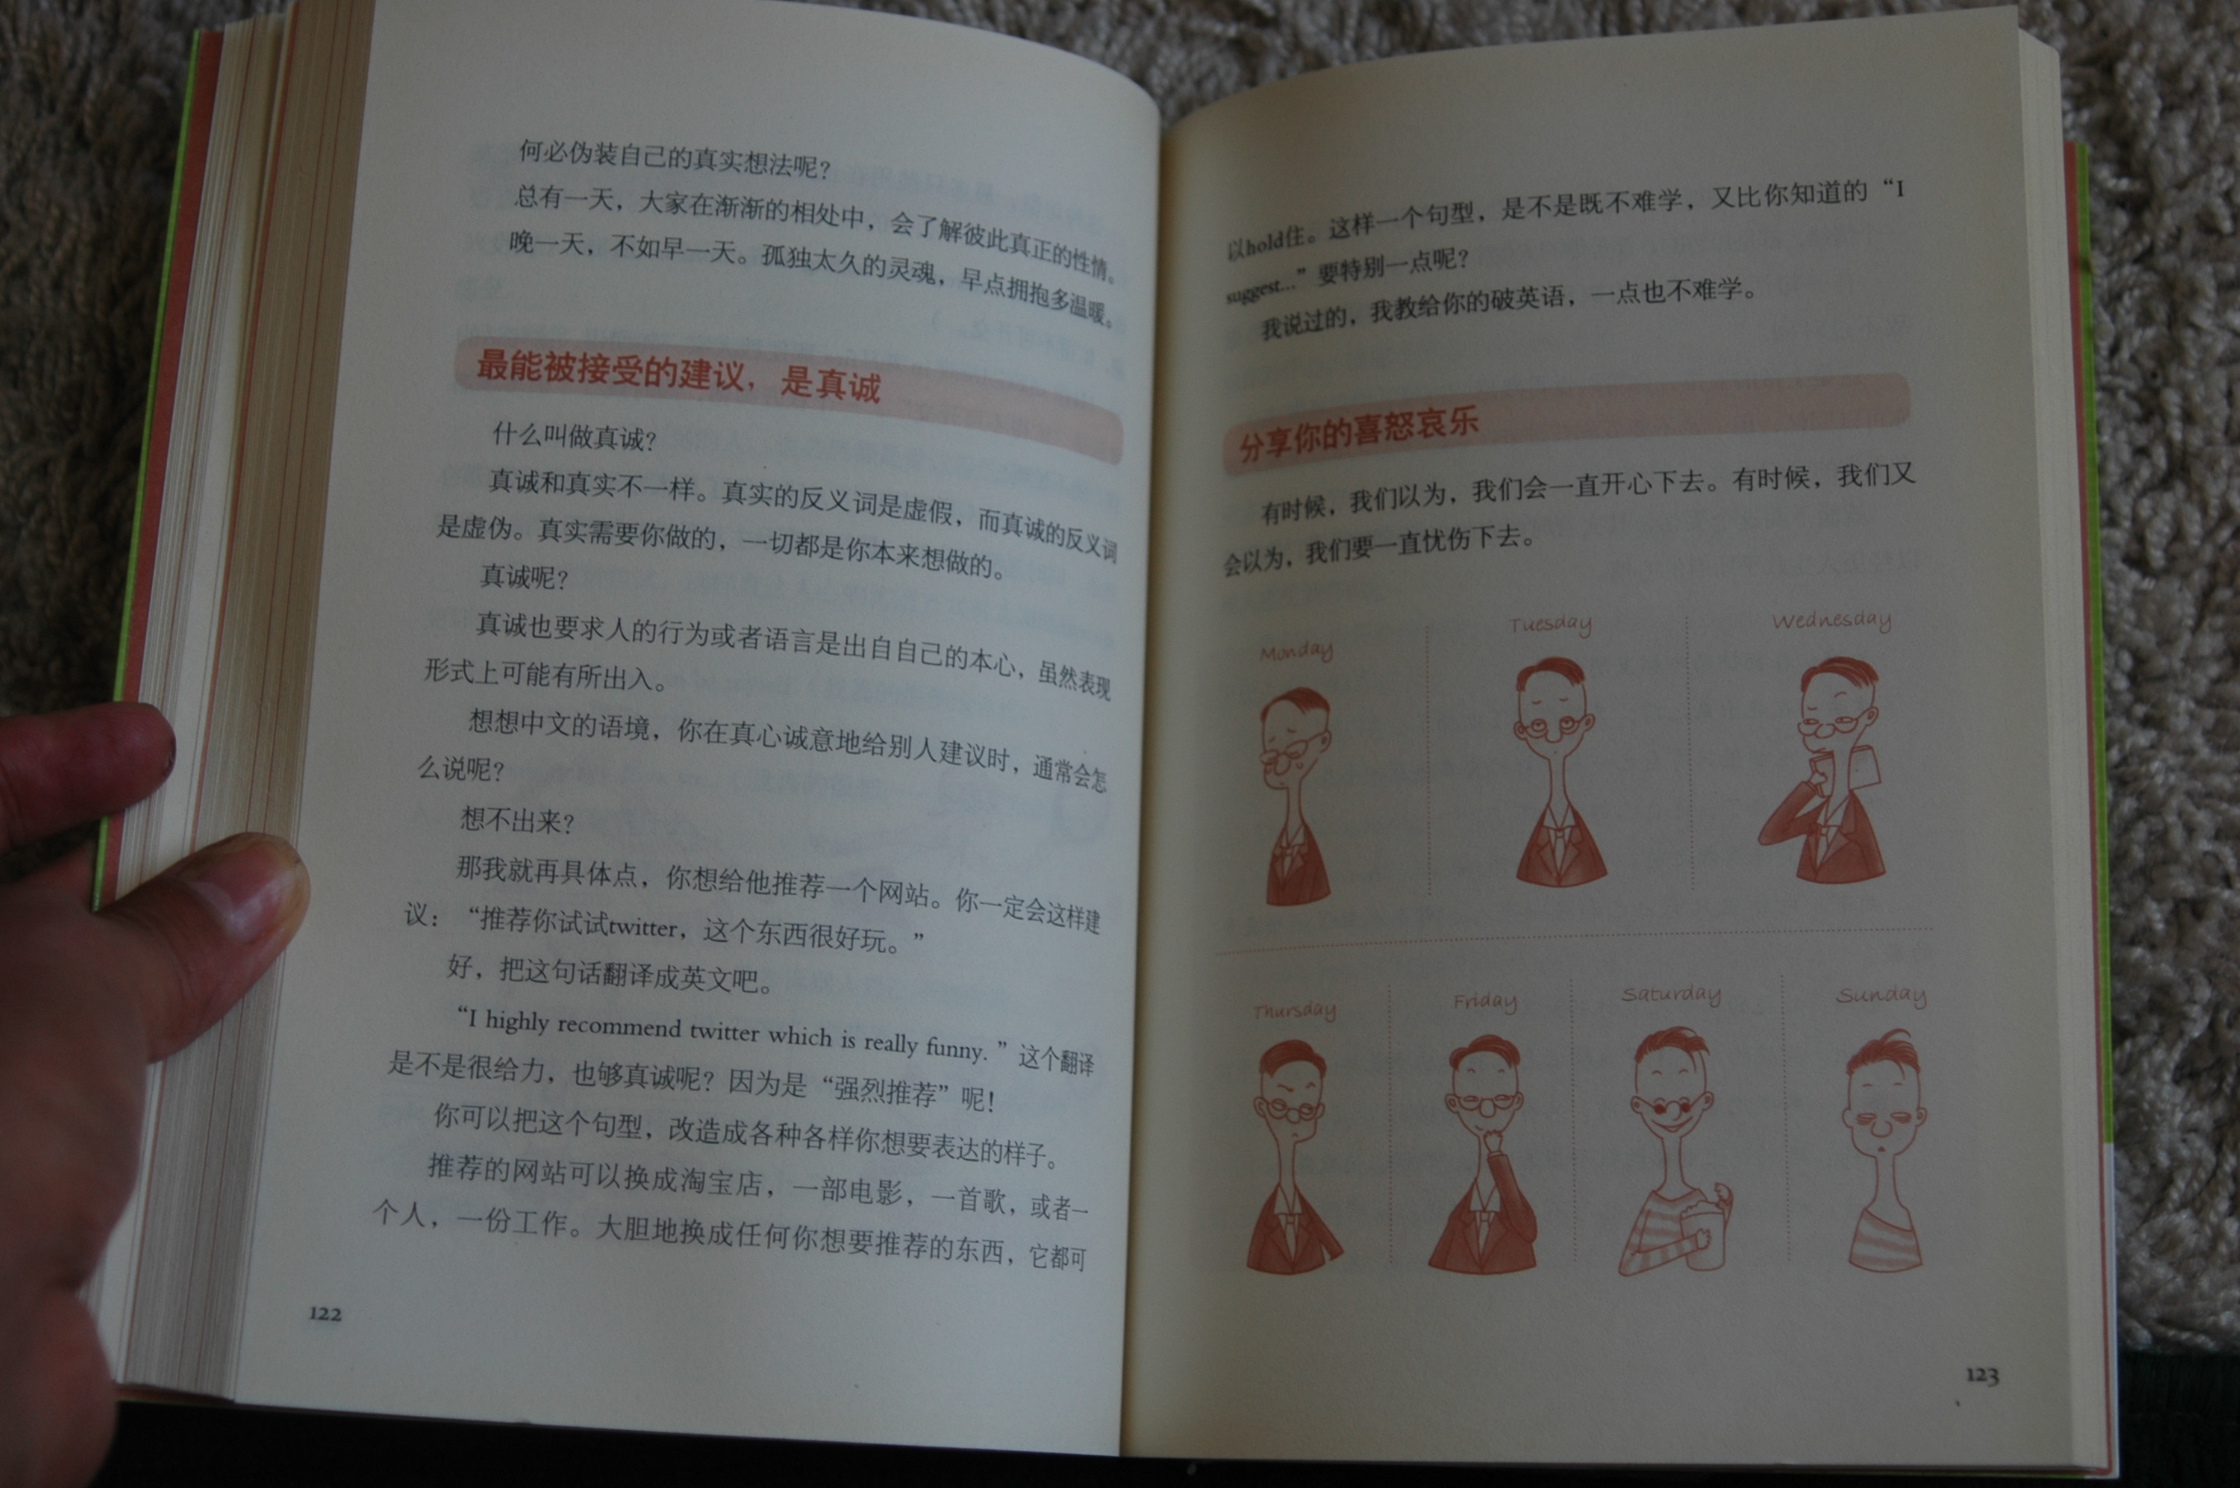 何必伪装自己的真实想法呢？
总有一天，大家在渐渐的相处中，会了解彼此真正的性情。
晚一天，不如早一天。孤独太久的灵魂，早点拥抱多温暖。
最能被接受的建议，是真诚
什么叫做真诚？
真诚和真实不一样。真实的反义词是虚假，而真诚的反义词
是虚伪。真实需要你做的，一切都是你本来想做的。
真诚呢？
真诚也要求人的行为或者语言是出自自己的本心，虽然表现
形式上可能有所出入。
想想中文的语境，你在真心诚意地给别人建议时，通常会怎
么说呢？
想不出来？
那我就再具体点，你想给他推荐一个网站。你一定会这样建
议：“推荐你试试twitter，这个东西很好玩。”
好，把这句话翻译成英文吧。
“I highly recommend twitter which is really funny. ”这个翻译
是不是很给力，也够真诚呢？因为是“强烈推荐”呢！
你可以把这个句型，改造成各种各样你想要表达的样子。
推荐的网站可以换成淘宝店，一部电影，一首歌，或者一
个人，一份工作。大胆地换成任何你想要推荐的东西，它都可
122
以hold住。这样一个句型，是不是既不难学，又比你知道的“I
suggest...”要特别一点呢？
我说过的，我教给你的破英语，一点也不难学。
分享你的喜怒哀乐
有时候，我们以为，我们会一直开心下去。有时候，我们又
会以为，我们要一直忧伤下去。
Monday
Tuesday
Wednesday
Thursday
Friday
Saturday
Sunday
123